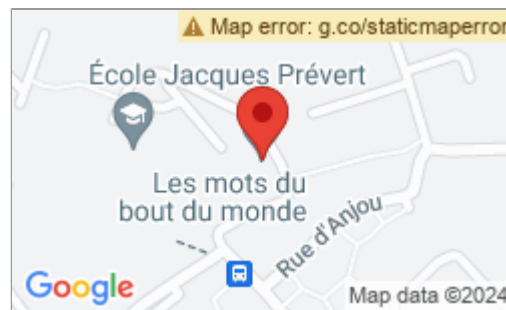 Map error: g.co/staticmaperror
École Jacques Prévert
Les mots du
bout du monde
Rue d'Anjou
Google
Map data ©2024